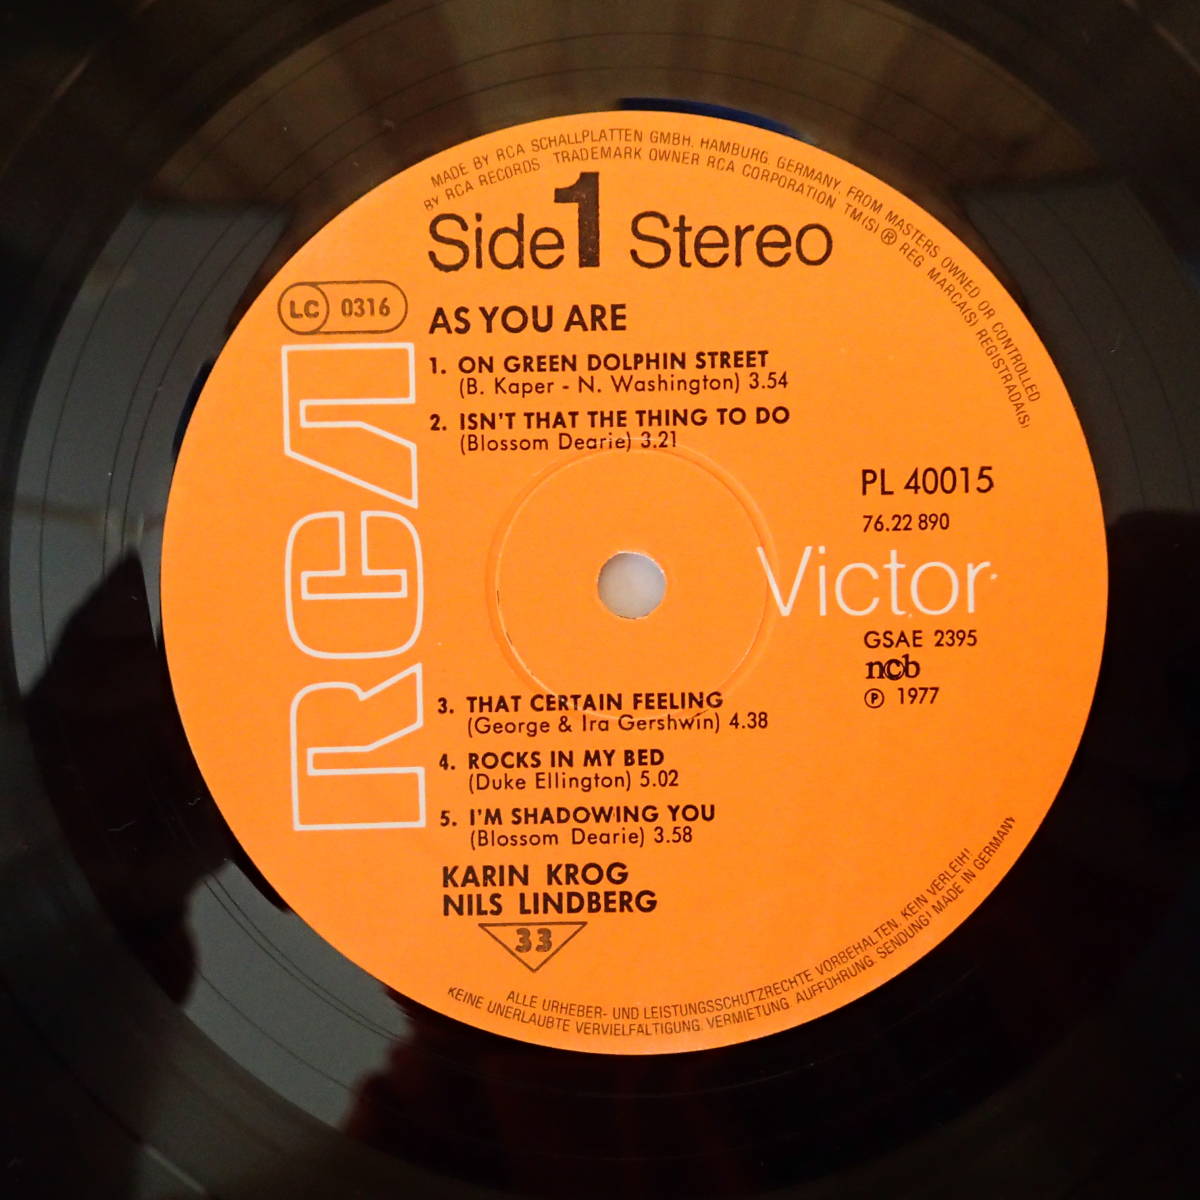 MADE BY RCA SCHALLPLATTEN GMBH, HAMBURG GERMANY, FROM MASTERS OWNED OR CONTROLLED
BY RCA RECORDS TRADEMARK OWNER RCA CORPORATION TM(S)® REG MARCA(S) REGISTRADA(S)
Side 1 Stereo
LC 0316
AS YOU ARE
1. ON GREEN DOLPHIN STREET
(B. Kaper - N. Washington) 3.54
2. ISN'T THAT THE THING TO DO
(Blossom Dearie) 3.21
RCA
PL 40015
76.22 890
Victor
GSAE 2395
ncb
℗ 1977
3. THAT CERTAIN FEELING
(George & Ira Gershwin) 4.38
4. ROCKS IN MY BED
(Duke Ellington) 5.02
5. I'M SHADOWING YOU
(Blossom Dearie) 3.58
KARIN KROG
NILS LINDBERG
33
ALLE URHEBER- UND LEISTUNGSSCHUTZRECHTE VORBEHALTEN. KEIN VERLEIH!
KEINE UNERLAUBTE VERVIELFÄLTIGUNG, VERMIETUNG, AUFFÜHRUNG, SENDUNG! MADE IN GERMANY